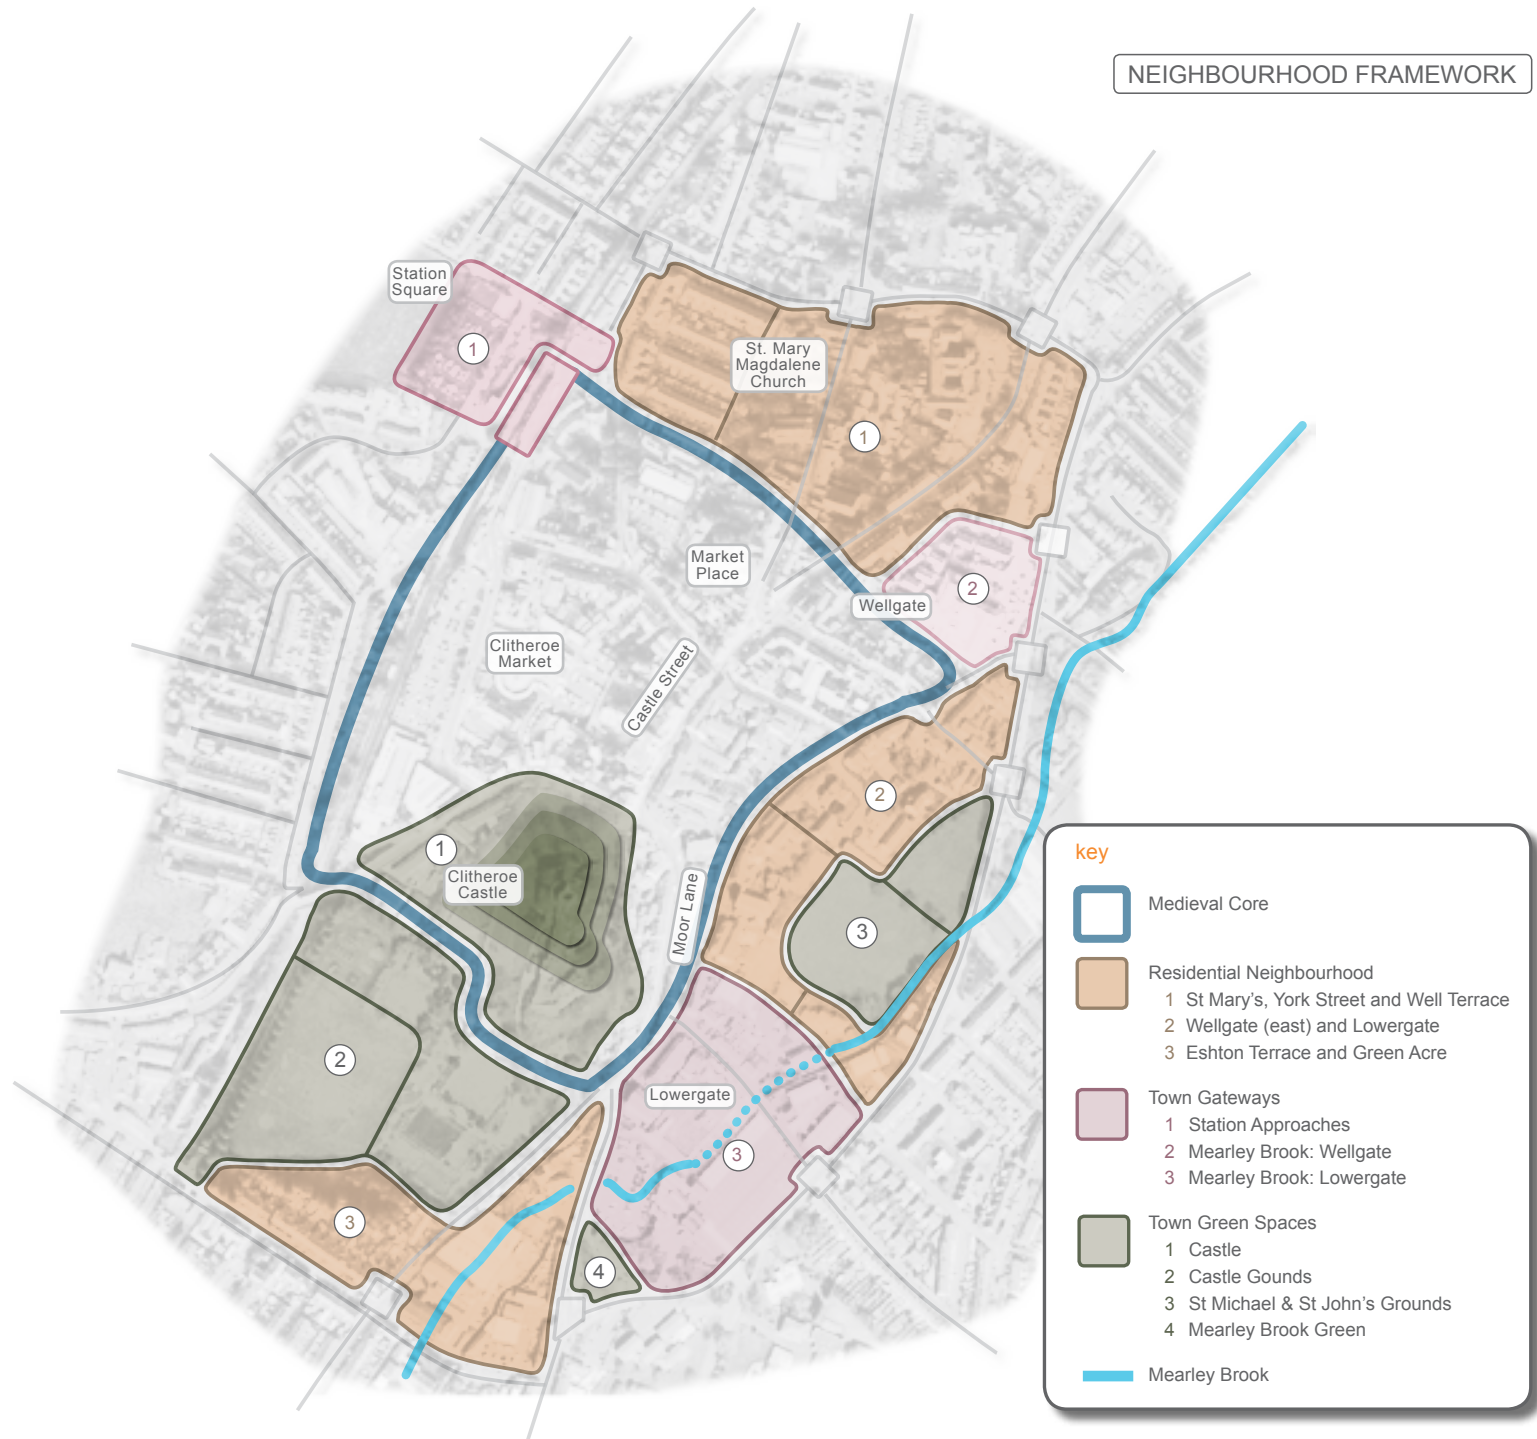 NEIGHBOURHOOD FRAMEWORK
Station
Square
1
St. Mary
Magdalene
Church
1
Market
Place
2
Wellgate
Clitheroe
Market
Castle Street
2
1
Clitheroe
Castle
Moor Lane
3
2
Lowergate
3
3
4
key
Medieval Core
Residential Neighbourhood
1 St Mary's, York Street and Well Terrace
2 Wellgate (east) and Lowergate
3 Eshton Terrace and Green Acre
Town Gateways
1 Station Approaches
2 Mearley Brook: Wellgate
3 Mearley Brook: Lowergate
Town Green Spaces
1 Castle
2 Castle Gounds
3 St Michael & St John's Grounds
4 Mearley Brook Green
Mearley Brook